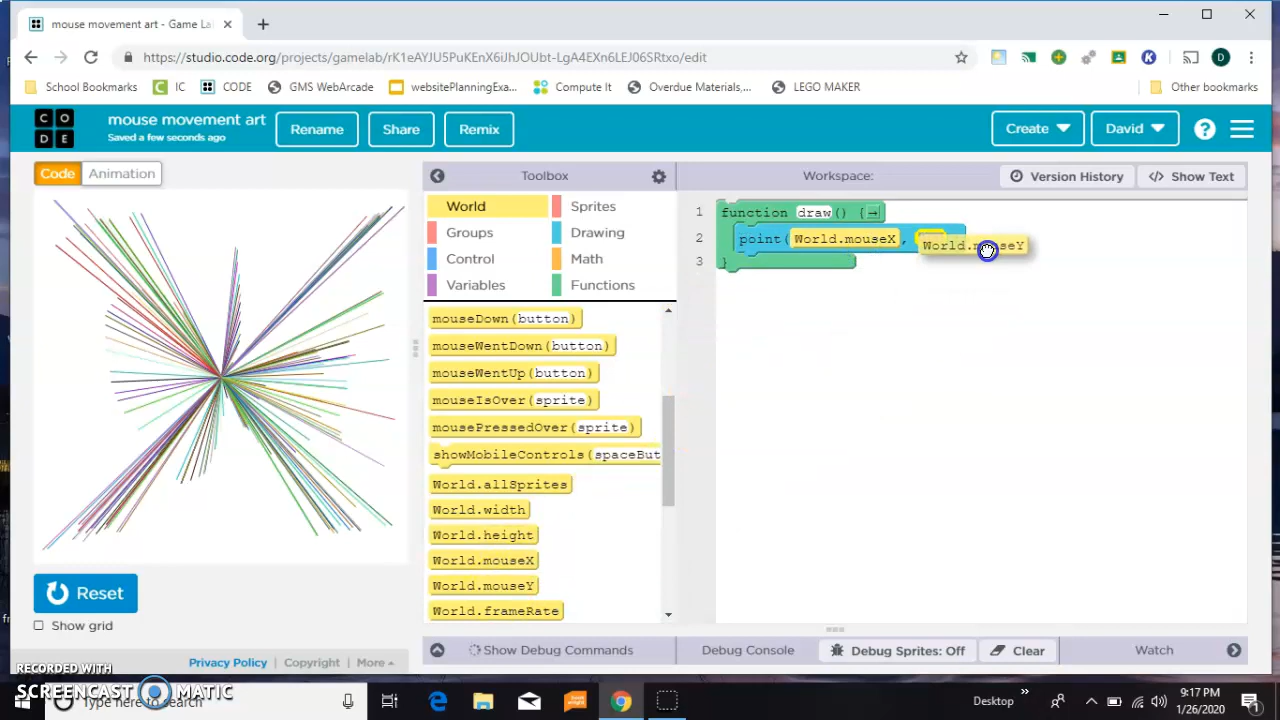 mouse movement art - Game La
https://studio.code.org/projects/gamelab/rK1eAYJU5PuKEnX6iJhJOUbt-LgA4EXn6LEJ06SRtxo/edit
D
School Bookmarks
IC
CODE
GMS WebArcade
websitePlanningExa...
Compute It
Overdue Materials,...
LEGO MAKER
Other bookmarks
CO
DE
mouse movement art
Saved a few seconds ago
Rename
Share
Remix
Create
David
?
Code
Animation
Toolbox
Workspace:
Version History
</> Show Text
World
Sprites
Groups
Drawing
Control
Math
Variables
Functions
1 function draw() {
2 point(World.mouseX,
World.mouseY
3 }
mouseDown(button)
mouseWentDown(button)
mouseWentUp(button)
mouseIsOver(sprite)
mousePressedOver(sprite)
showMobileControls(spaceBut
World.allSprites
World.width
World.height
World.mouseX
World.mouseY
World.frameRate
Reset
Show grid
Privacy Policy
Copyright
More
Show Debug Commands
Debug Console
Debug Sprites: Off
Clear
Watch
RECORDED WITH
SCREENCAST MATIC
Type here to search
Desktop
9:17 PM
1/26/2020